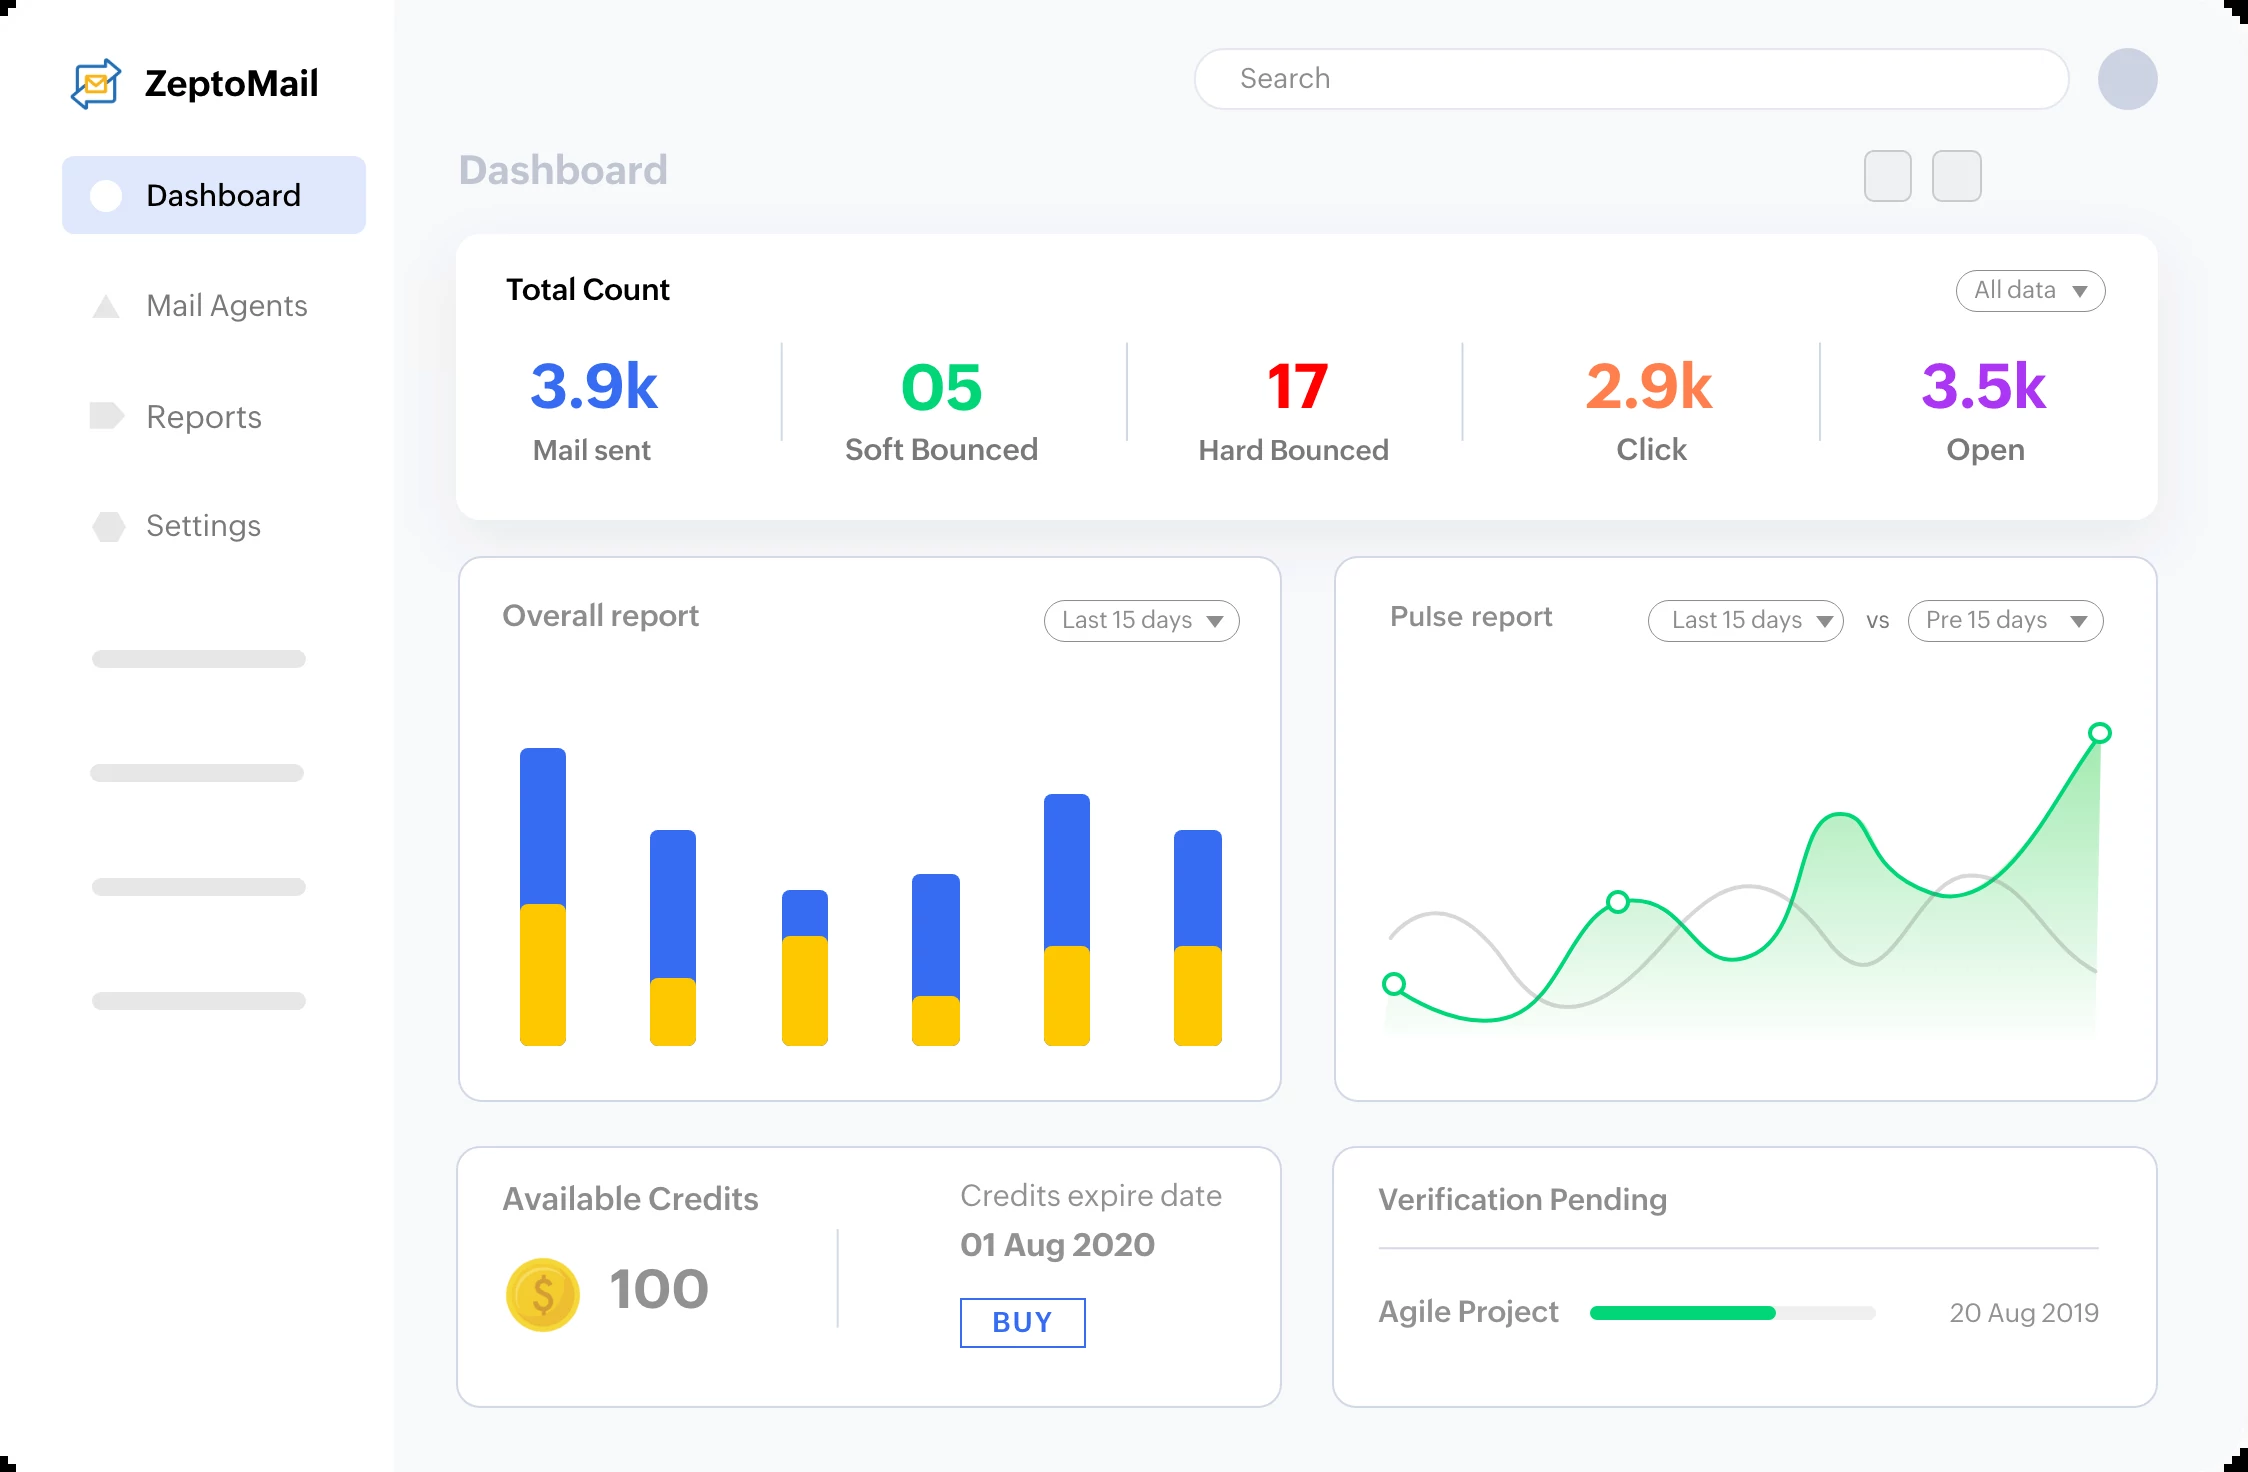 ZeptoMail
Search
Dashboard
Mail Agents
Reports
Settings
Dashboard
Total Count
All data
3.9k
Mail sent
05
Soft Bounced
17
Hard Bounced
2.9k
Click
3.5k
Open
Overall report
Last 15 days
Pulse report
Last 15 days
vs
Pre 15 days
Available Credits
$
100
Credits expire date
01 Aug 2020
BUY
Verification Pending
Agile Project
20 Aug 2019